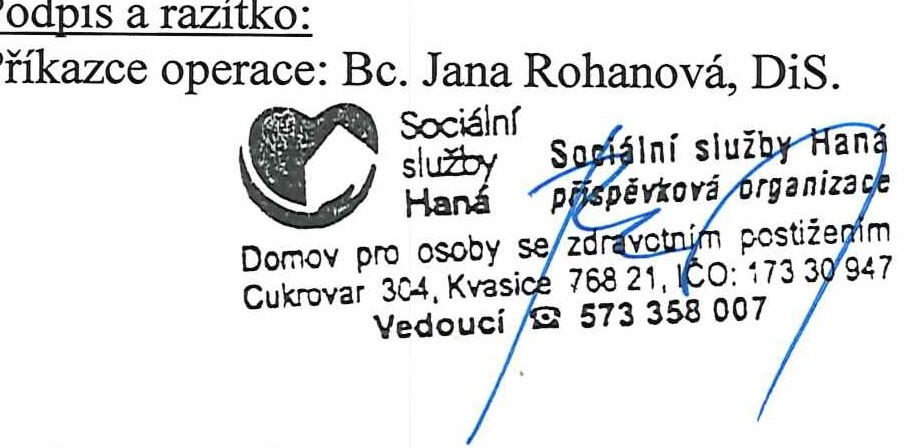 Podpis a razítko:
Příkazce operace: Bc. Jana Rohanová, DiS.
Sociální
služby
Haná
Sociální služby Haná
příspěvková organizace
Domov pro osoby se zdravotním postižením
Cukrovar 304, Kvasice 768 21, IČO: 173 30 947
Vedoucí ☎ 573 358 007